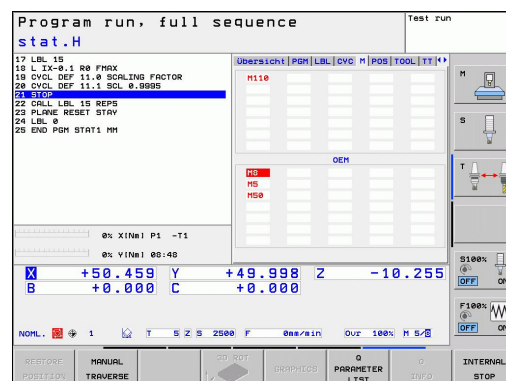 Program run, full sequence
Test run
stat.H
17 LBL 15
18 L IX-0.1 R0 FMAX
19 CYCL DEF 11.0 SCALING FACTOR
20 CYCL DEF 11.1 SCL 0.9995
21 STOP
22 CALL LBL 15 REP5
23 PLANE RESET STAY
24 LBL 0
25 END PGM STAT1 MM
Übersicht PGM LBL CYC M POS TOOL TT
M110
OEM
M8
M5
M50
0% X[Nm] P1 -T1
0% Y[Nm] 08:48
X +50.459 Y +49.998 Z -10.255
B +0.000 C +0.000
NOML. 1 T 5 Z S 2500 F 0mm/min Our 100% M 5/8
M
S
T
S100%
OFF ON
F100%
OFF ON
RESTORE POSITION
MANUAL TRAVERSE
3D ROT
GRAPHICS
Q PARAMETER LIST
Q INFO
INTERNAL STOP